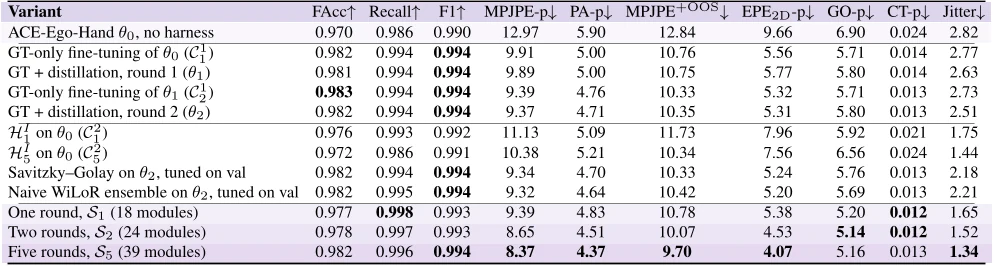 Variant FAcc↑ Recall↑ F1↑ MPJPE-p↓ PA-p↓ MPJPE+OOS↓ EPE2D-p↓ GO-p↓ CT-p↓ Jitter↓
ACE-Ego-Hand θ0, no harness 0.970 0.986 0.990 12.97 5.90 12.84 9.66 6.90 0.024 2.82
GT-only fine-tuning of θ0 (C11) 0.982 0.994 0.994 9.91 5.00 10.76 5.56 5.71 0.014 2.77
GT + distillation, round 1 (θ1) 0.981 0.994 0.994 9.89 5.00 10.75 5.77 5.80 0.014 2.63
GT-only fine-tuning of θ1 (C12) 0.983 0.994 0.994 9.39 4.76 10.33 5.32 5.71 0.013 2.73
GT + distillation, round 2 (θ2) 0.982 0.994 0.994 9.37 4.71 10.35 5.31 5.80 0.013 2.51
HI1 on θ0 (C21) 0.976 0.993 0.992 11.13 5.09 11.73 7.96 5.92 0.021 1.75
HI5 on θ0 (C25) 0.972 0.986 0.991 10.38 5.21 10.34 7.56 6.56 0.024 1.44
Savitzky–Golay on θ2, tuned on val 0.982 0.994 0.994 9.34 4.70 10.33 5.24 5.76 0.013 2.18
Naive WiLoR ensemble on θ2, tuned on val 0.982 0.995 0.994 9.32 4.64 10.42 5.20 5.69 0.013 2.21
One round, S1 (18 modules) 0.977 0.998 0.993 9.39 4.83 10.78 5.38 5.20 0.012 1.65
Two rounds, S2 (24 modules) 0.978 0.997 0.993 8.65 4.51 10.07 4.53 5.14 0.012 1.52
Five rounds, S5 (39 modules) 0.982 0.996 0.994 8.37 4.37 9.70 4.07 5.16 0.013 1.34